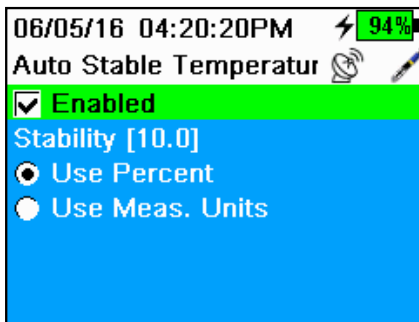 06/05/16 04:20:20PM 94%
Auto Stable Temperatur
Enabled
Stability [10.0]
Use Percent
Use Meas. Units